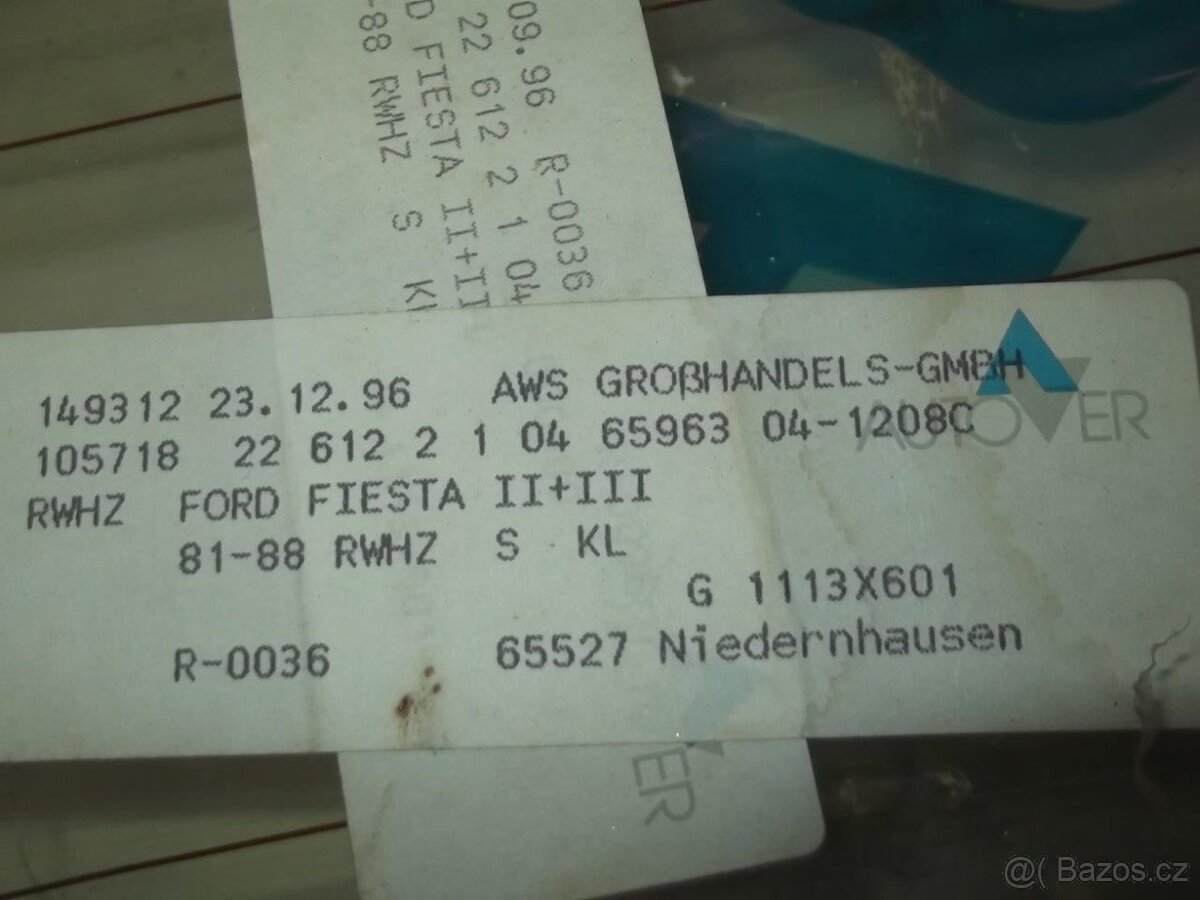 09.96 R-0036
22 612 2 1 04
D FIESTA II+II
-88 RWHZ S KL
149312 23.12.96 AWS GROßHANDELS-GMBH
105718 22 612 2 1 04 65963 04-1208C
AUTOVER
RWHZ FORD FIESTA II+III
81-88 RWHZ S KL
G 1113X601
R-0036 65527 Niedernhausen
ER
@( Bazos.cz